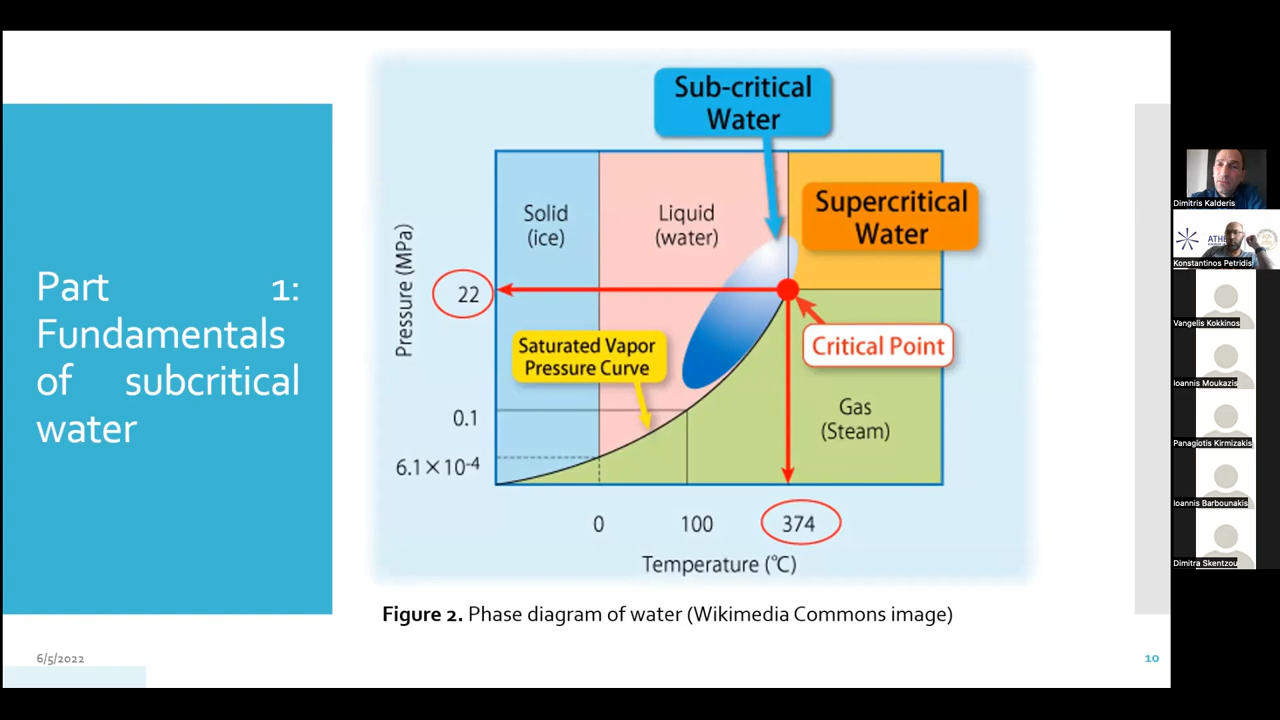 Part 1:
Fundamentals
of subcritical
water
Sub-critical
Water
Supercritical
Water
Solid
(ice)
Liquid
(water)
Pressure (MPa)
22
Saturated Vapor
Pressure Curve
Critical Point
0.1
Gas
(Steam)
6.1×10⁻⁴
0
100
374
Temperature (℃)
Figure 2. Phase diagram of water (Wikimedia Commons image)
6/5/2022
10
Dimitris Kalderis
ATHE
Konstantinos Petridis
Vangelis Kokkinos
Ioannis Moukazis
Panagiotis Kirmizakis
Ioannis Barbounakis
Dimitra Skentzou